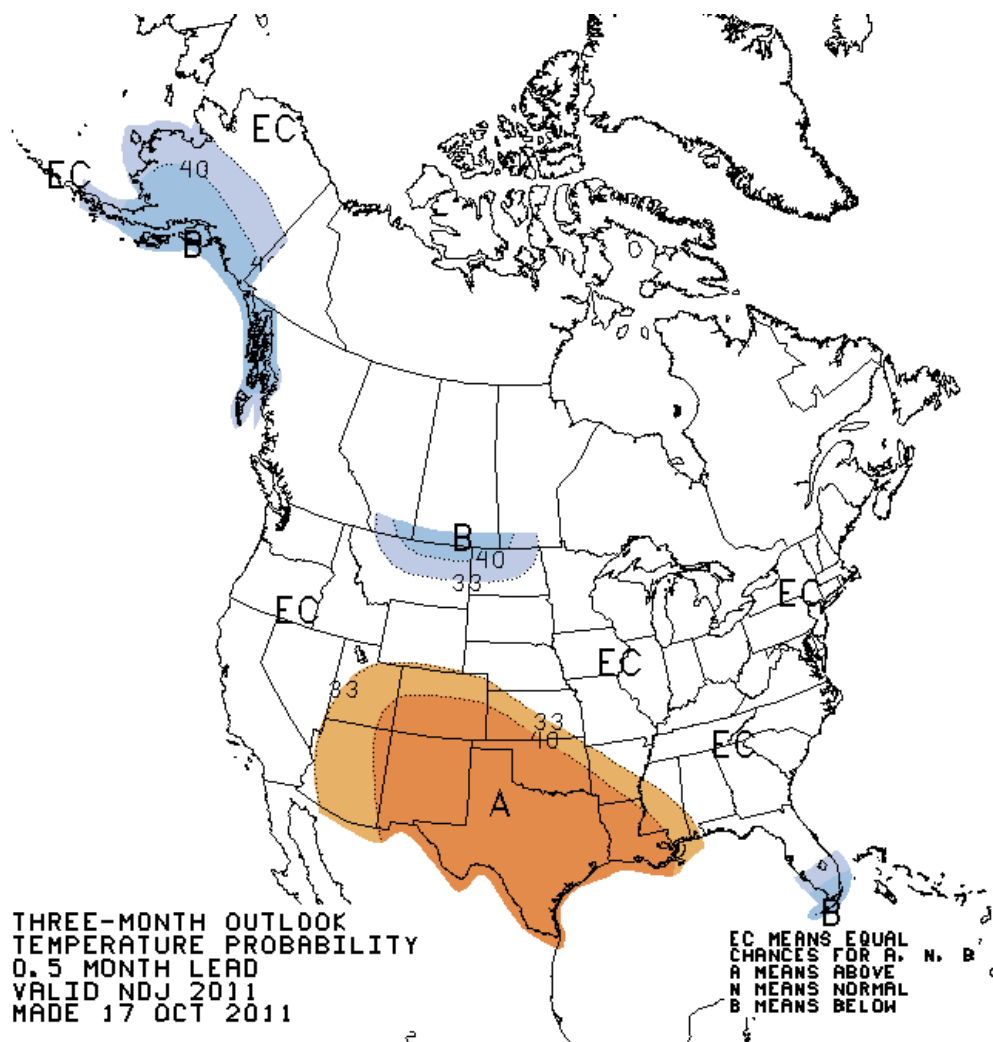 EC
EC
40
B
4
B
40
33
EC
EC
EC
33
33
40
EC
A
B
THREE-MONTH OUTLOOK
TEMPERATURE PROBABILITY
0.5 MONTH LEAD
VALID NDJ 2011
MADE 17 OCT 2011
EC MEANS EQUAL
CHANCES FOR A, N, B
A MEANS ABOVE
N MEANS NORMAL
B MEANS BELOW